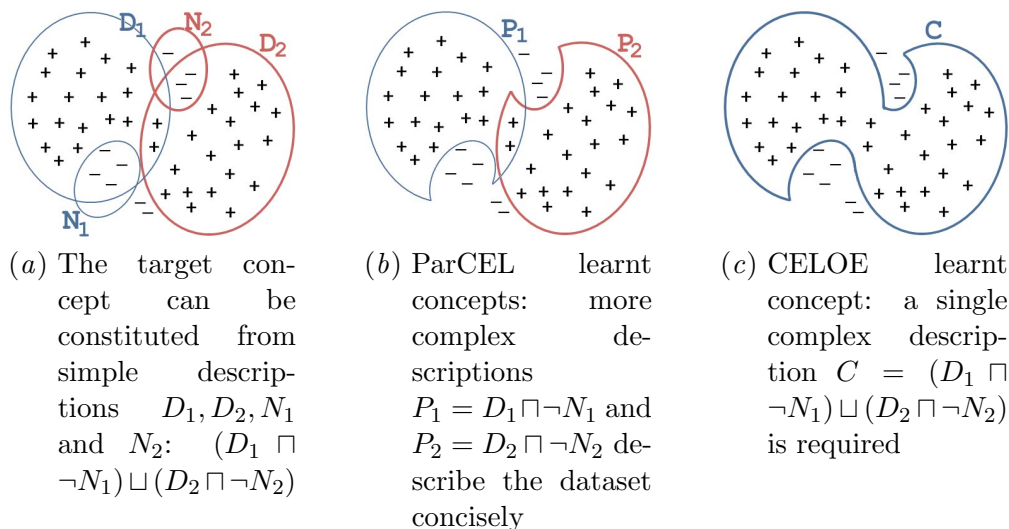 D₁
N₂
D₂
N₁
P₁
P₂
C
(a) The target con-
cept can be
constituted from
simple descrip-
tions D₁, D₂, N₁
and N₂: (D₁ ⊓
¬N₁) ⊔ (D₂ ⊓ ¬N₂)
(b) ParCEL learnt
concepts: more
complex de-
scriptions
P₁ = D₁ ⊓ ¬N₁ and
P₂ = D₂ ⊓ ¬N₂ de-
scribe the dataset
concisely
(c) CELOE learnt
concept: a single
complex descrip-
tion C = (D₁ ⊓
¬N₁) ⊔ (D₂ ⊓ ¬N₂)
is required